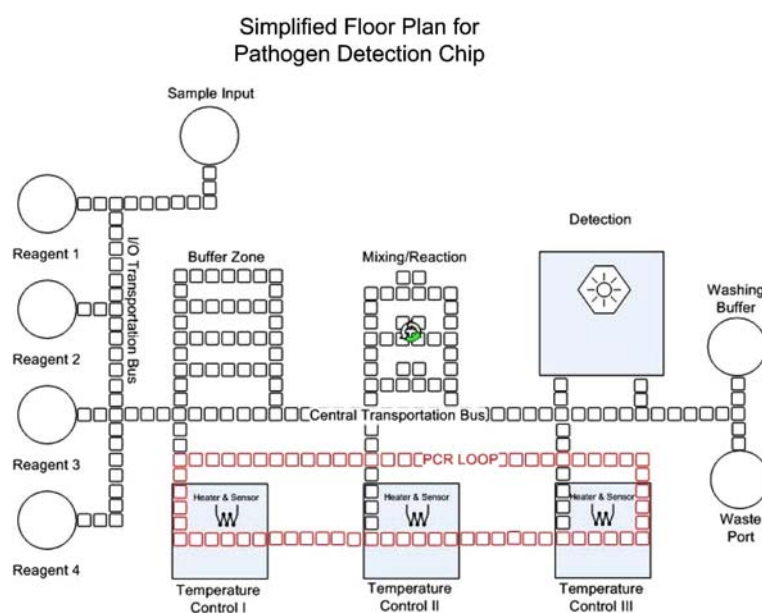 Simplified Floor Plan for
Pathogen Detection Chip
Sample Input
Reagent 1
I/O Transportation Bus
Buffer Zone
Mixing/Reaction
Detection
Washing
Buffer
Reagent 2
Reagent 3
Central Transportation Bus
PCR LOOP
Heater & Sensor
Heater & Sensor
Heater & Sensor
Waste
Port
Reagent 4
Temperature
Control I
Temperature
Control II
Temperature
Control III